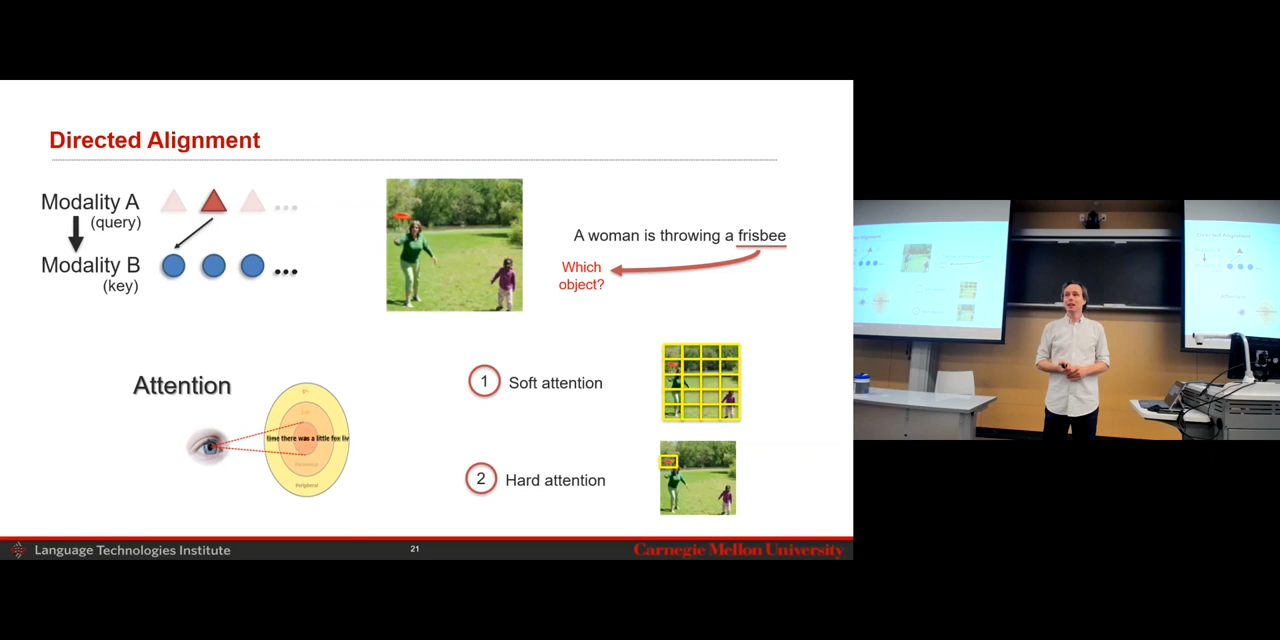 Directed Alignment
Modality A
(query)
Modality B
(key)
A woman is throwing a frisbee
Which
object?
Attention
time there was a little fox liv
Peripheral
1 Soft attention
2 Hard attention
Language Technologies Institute
21
Carnegie Mellon University